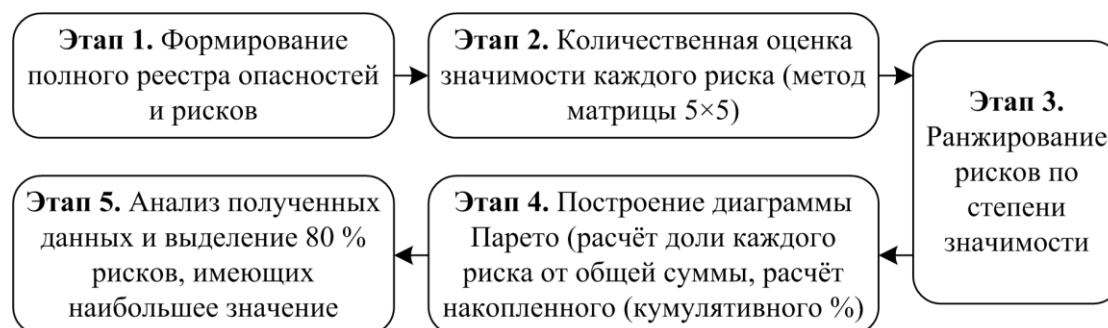 Этап 1. Формирование
полного реестра опасностей
и рисков
Этап 2. Количественная оценка
значимости каждого риска (метод
матрицы 5×5)
Этап 3.
Ранжирование
рисков по
степени
значимости
Этап 4. Построение диаграммы
Парето (расчёт доли каждого
риска от общей суммы, расчёт
накопленного (кумулятивного %)
Этап 5. Анализ полученных
данных и выделение 80 %
рисков, имеющих
наибольшее значение